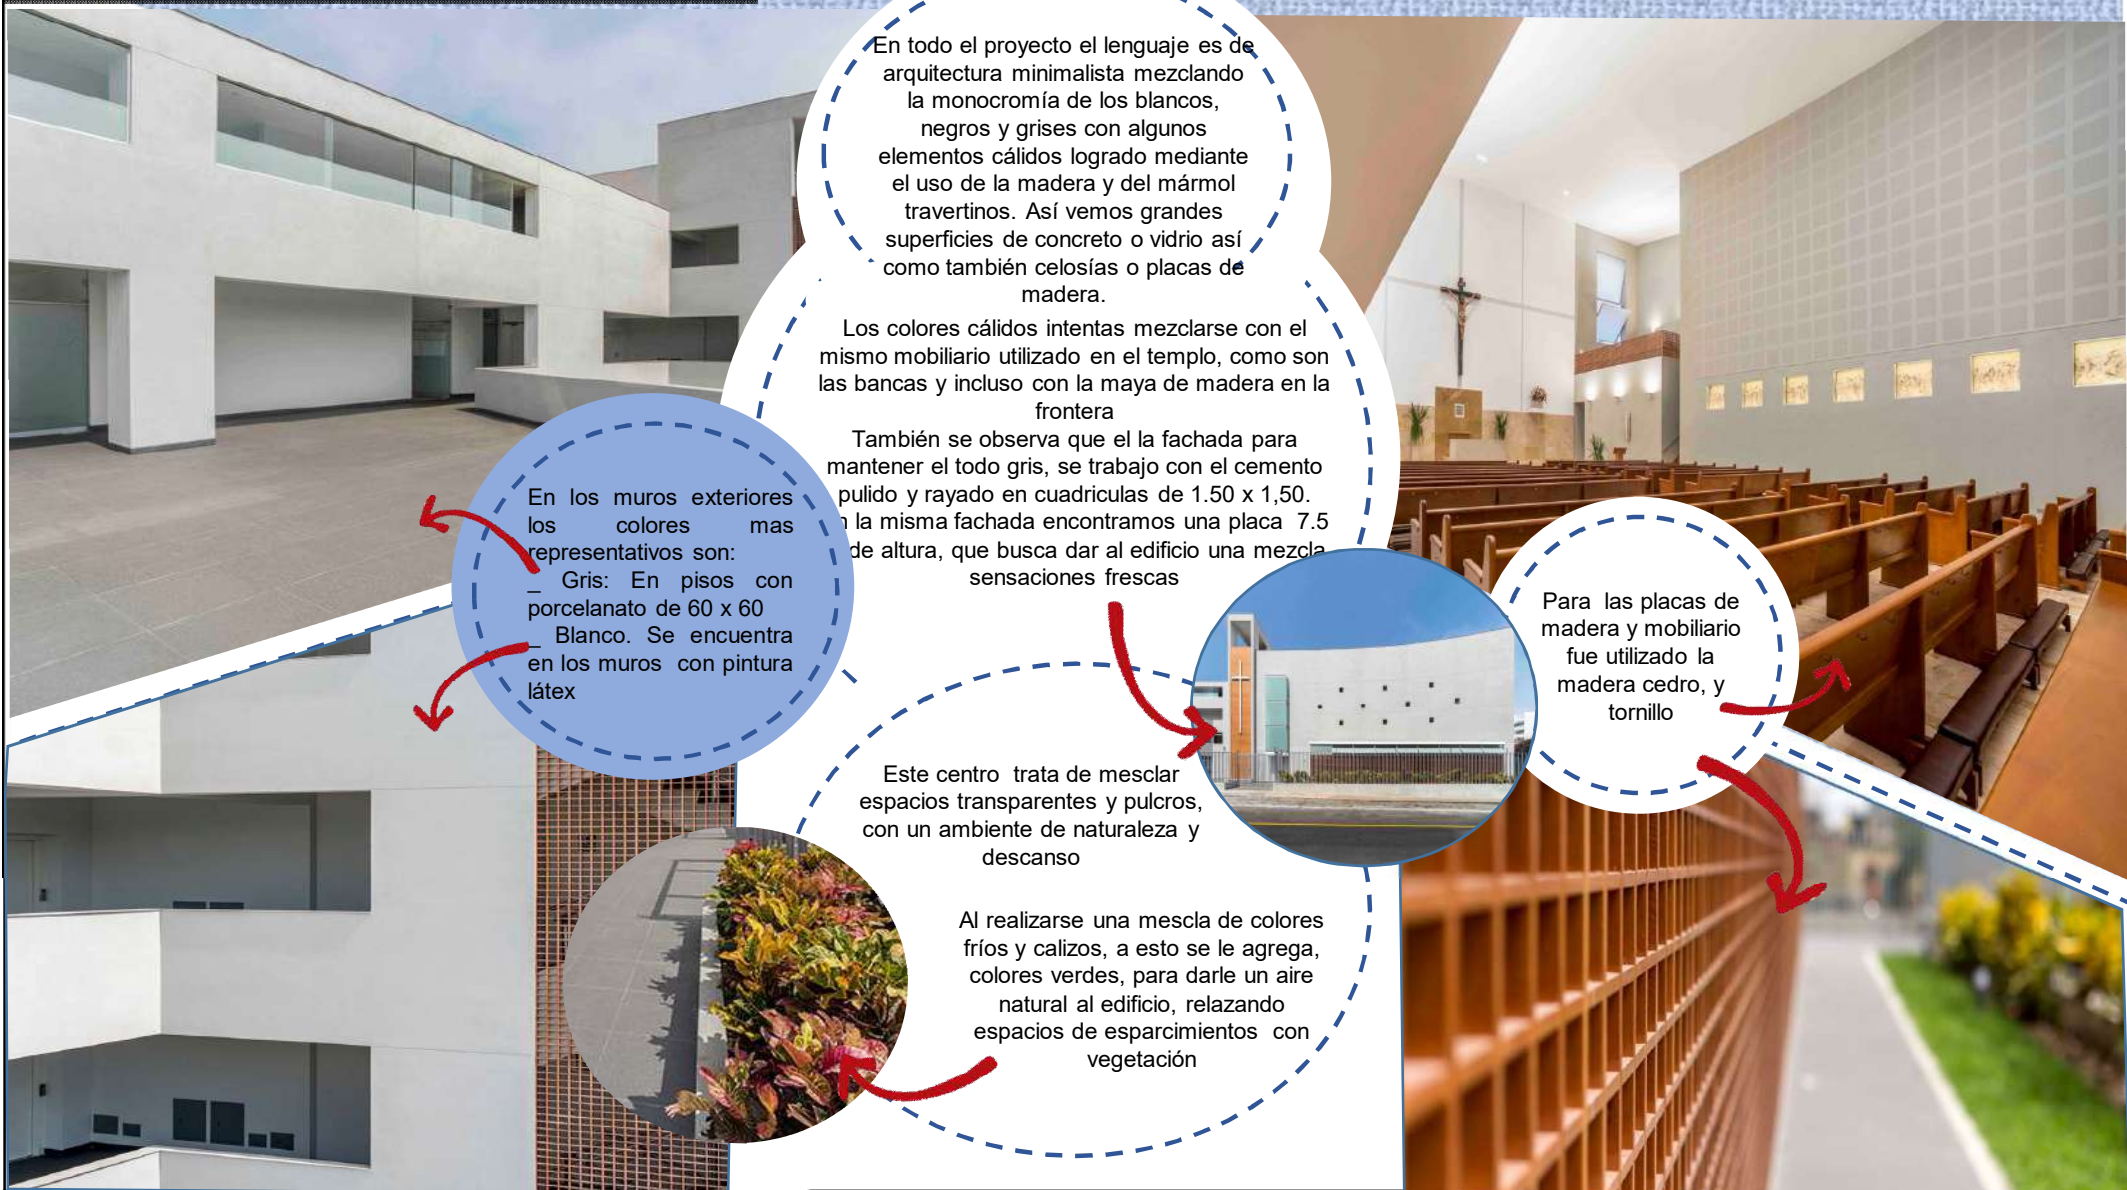 En todo el proyecto el lenguaje es de
arquitectura minimalista mezclando
la monocromía de los blancos,
negros y grises con algunos
elementos cálidos logrado mediante
el uso de la madera y del mármol
travertinos. Así vemos grandes
superficies de concreto o vidrio así
como también celosías o placas de
madera.
Los colores cálidos intentas mezclarse con el
mismo mobiliario utilizado en el templo, como son
las bancas y incluso con la maya de madera en la
frontera
También se observa que el la fachada para
mantener el todo gris, se trabajo con el cemento
pulido y rayado en cuadriculas de 1.50 x 1,50.
la misma fachada encontramos una placa 7.5
de altura, que busca dar al edificio una mezcla
sensaciones frescas
En los muros exteriores
los colores mas
representativos son:
_ Gris: En pisos con
porcelanato de 60 x 60
_ Blanco. Se encuentra
en los muros con pintura
látex
Para las placas de
madera y mobiliario
fue utilizado la
madera cedro, y
tornillo
Este centro trata de mesclar
espacios transparentes y pulcros,
con un ambiente de naturaleza y
descanso
Al realizarse una mescla de colores
fríos y calizos, a esto se le agrega,
colores verdes, para darle un aire
natural al edificio, relazando
espacios de esparcimientos con
vegetación